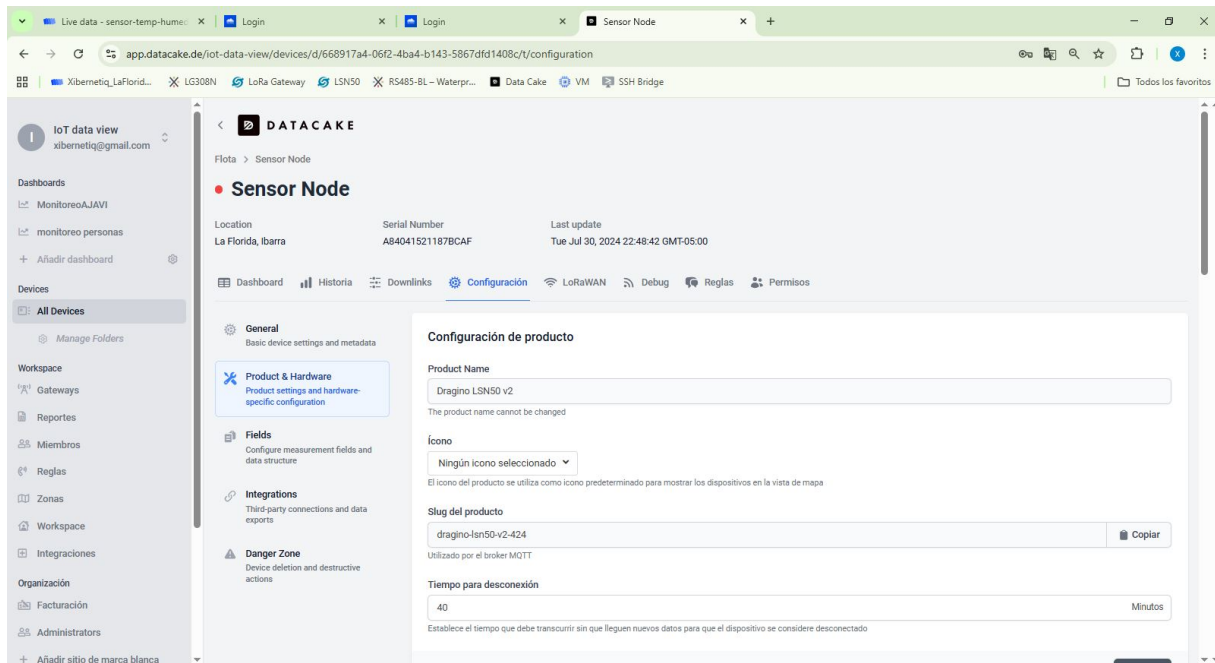 Live data - sensor-temp-humed
Login
Login
Sensor Node
app.datacake.de/iot-data-view/devices/d/668917a4-06f2-4ba4-b143-5867dfd1408c/t/configuration
Xibernetiq_LaFlorid...
LG308N
LoRa Gateway
LSN50
RS485-BL – Waterpr...
Data Cake
VM
SSH Bridge
Todos los favoritos
I
IoT data view
xibernetiq@gmail.com
Dashboards
MonitoreoAJAVI
monitoreo personas
Añadir dashboard
Devices
All Devices
Manage Folders
Workspace
Gateways
Reportes
Miembros
Reglas
Zonas
Workspace
Integraciones
Organización
Facturación
Administrators
Añadir sitio de marca blanca
DATACAKE
Flota > Sensor Node
Sensor Node
Location
La Florida, Ibarra
Serial Number
A84041521187BCAF
Last update
Tue Jul 30, 2024 22:48:42 GMT-05:00
Dashboard
Historia
Downlinks
Configuración
LoRaWAN
Debug
Reglas
Permisos
General
Basic device settings and metadata
Product & Hardware
Product settings and hardware-
specific configuration
Fields
Configure measurement fields and
data structure
Integrations
Third-party connections and data
exports
Danger Zone
Device deletion and destructive
actions
Configuración de producto
Product Name
Dragino LSN50 v2
The product name cannot be changed
Ícono
Ningún icono seleccionado
El icono del producto se utiliza como icono predeterminado para mostrar los dispositivos en la vista de mapa
Slug del producto
dragino-lsn50-v2-424
Copiar
Utilizado por el broker MQTT
Tiempo para desconexión
40
Minutos
Establece el tiempo que debe transcurrir sin que lleguen nuevos datos para que el dispositivo se considere desconectado